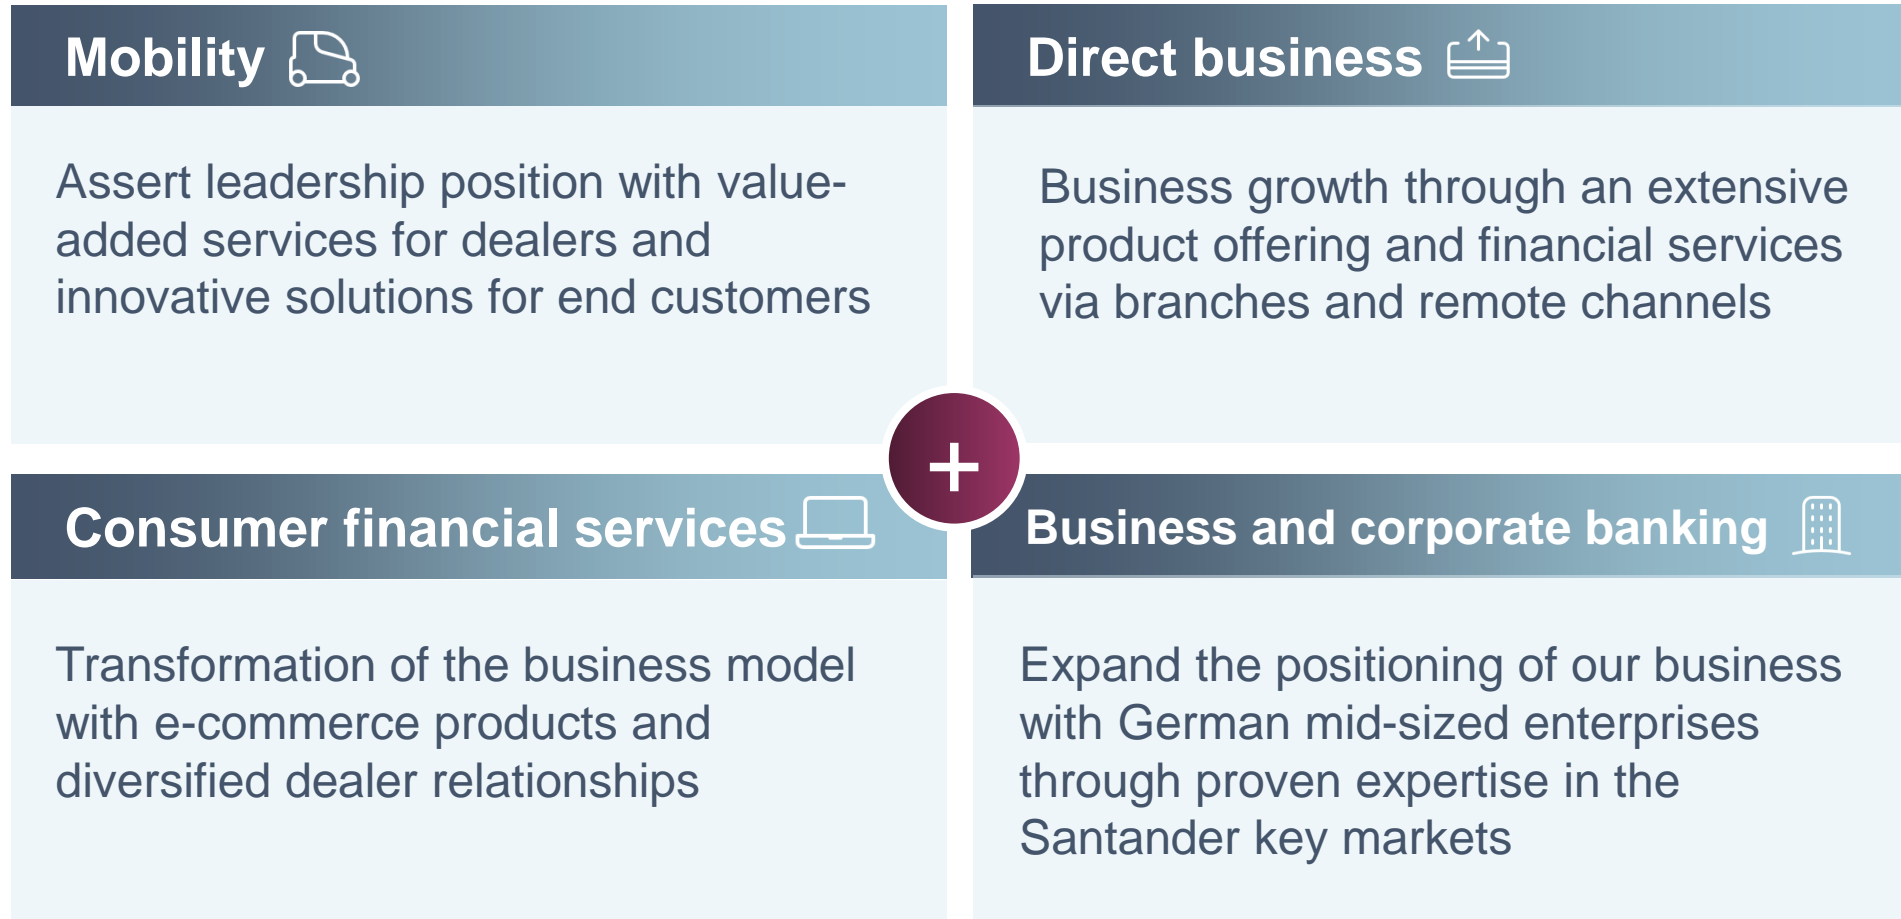 Mobility
Assert leadership position with value-
added services for dealers and
innovative solutions for end customers
Direct business
Business growth through an extensive
product offering and financial services
via branches and remote channels
+
Consumer financial services
Transformation of the business model
with e-commerce products and
diversified dealer relationships
Business and corporate banking
Expand the positioning of our business
with German mid-sized enterprises
through proven expertise in the
Santander key markets